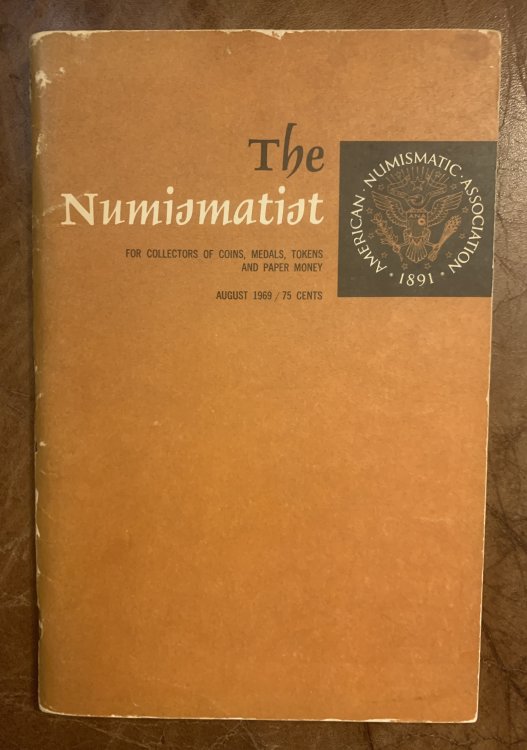 The
Numismatist
FOR COLLECTORS OF COINS, MEDALS, TOKENS
AND PAPER MONEY
AUGUST 1969 / 75 CENTS
AMERICAN · NUMISMATIC · ASSOCIATION
· 1891 ·
ANA